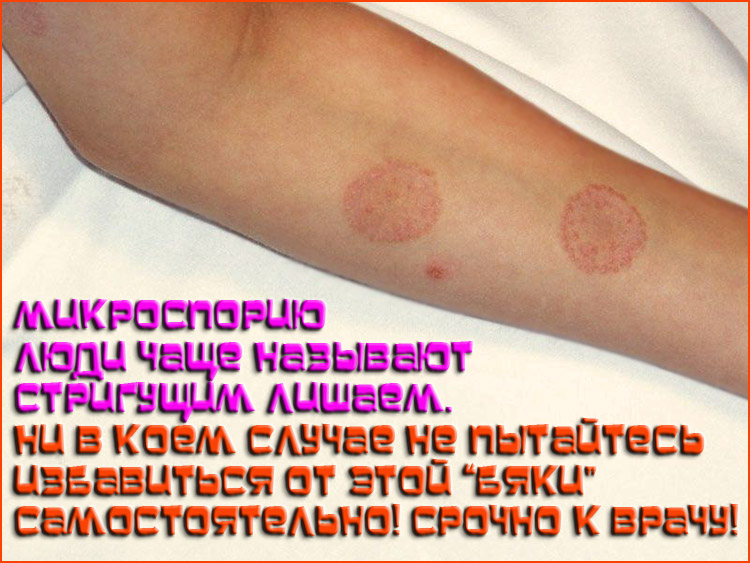 Микроспорию
люди чаще называют
стригущим лишаем.
Ни в коем случае не пытайтесь
избавиться от этой “бяки"
самостоятельно! Срочно к врачу!